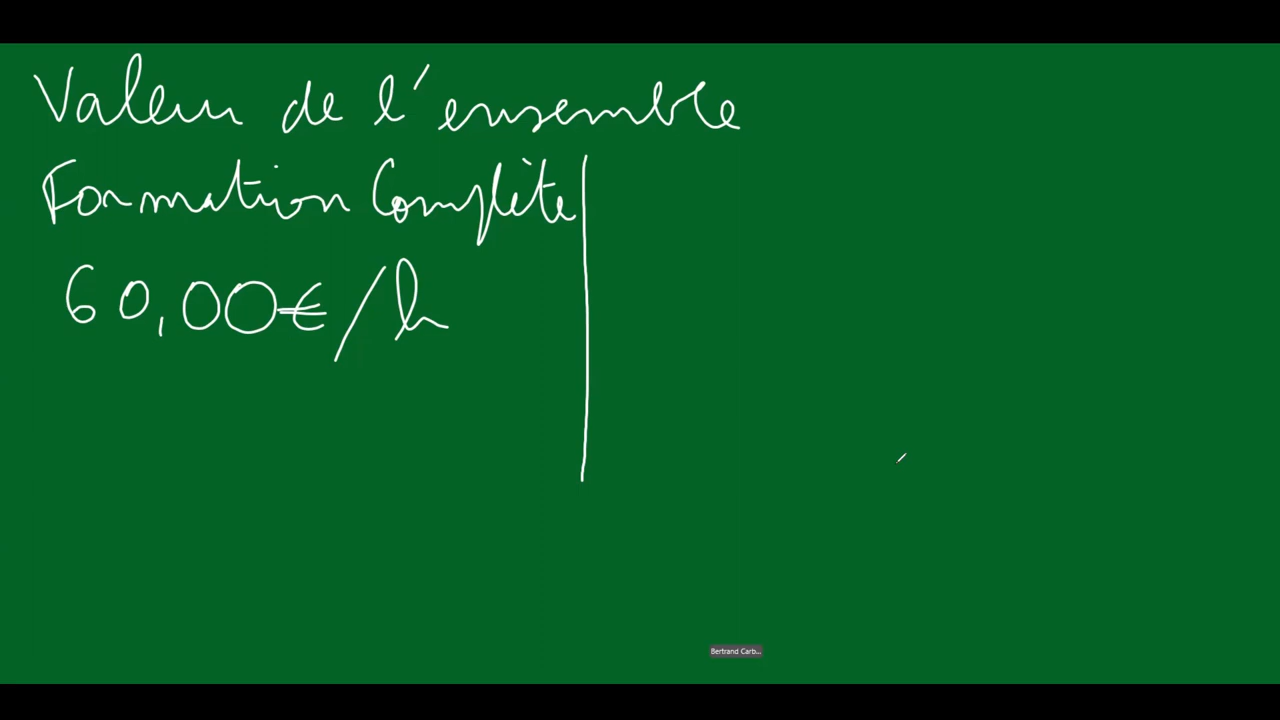 Valeur de l'ensemble
Formation Complète
60,00€/h
Bertrand Carb...